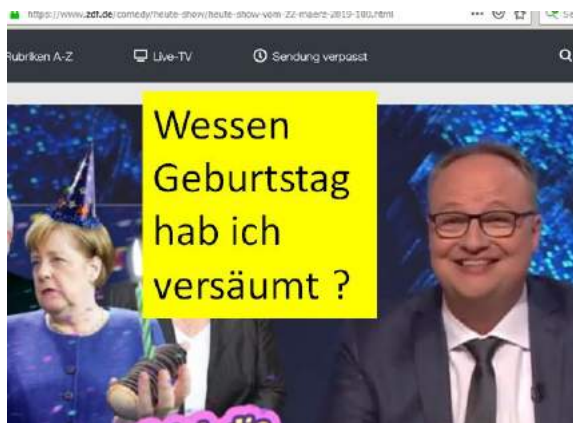 https://www.zdf.de/comedy/heute-show/heute-show-vom-22-maerz-2019-100.html
Rubriken A-Z Live-TV Sendung verpasst
Wessen
Geburtstag
hab ich
versäumt ?